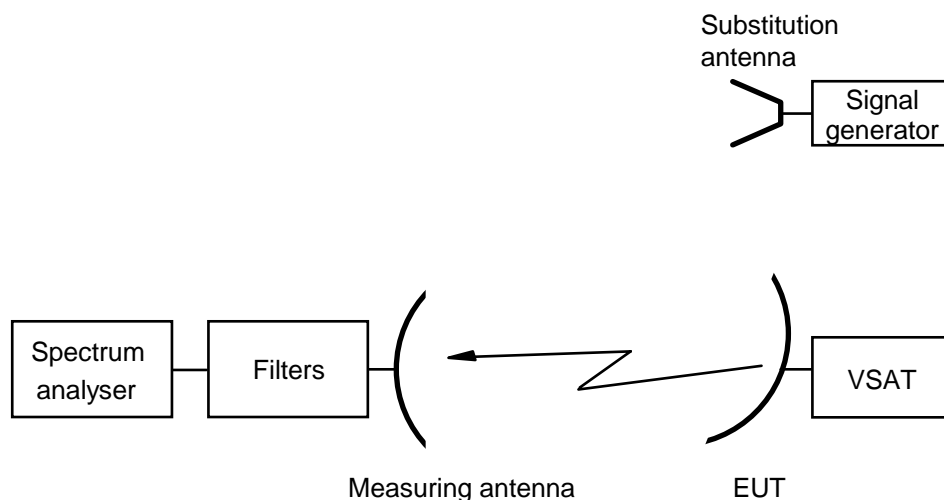 Substitution
antenna
Signal
generator
Spectrum
analyser
Filters
VSAT
Measuring antenna
EUT